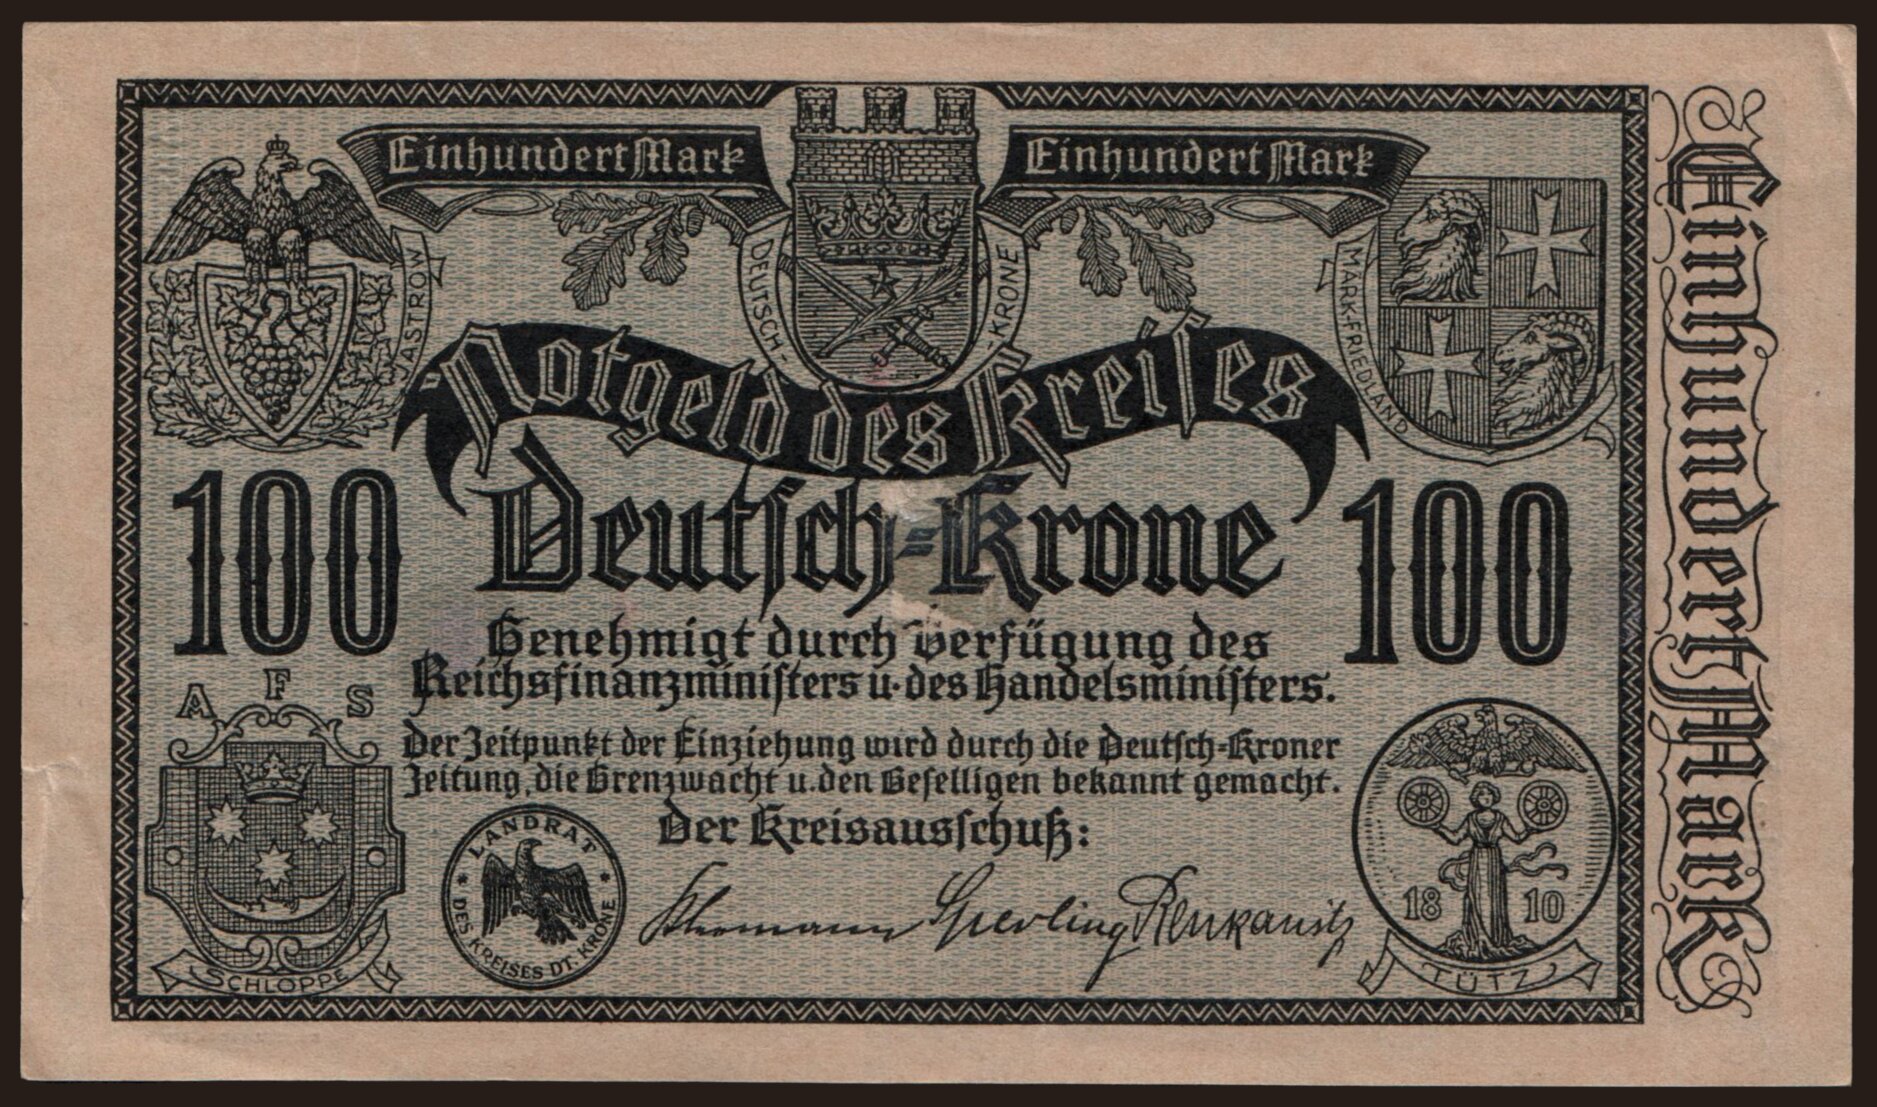 Einhundert Mark
Einhundert Mark
JASTROW
DEUTSCH-
-KRONE
MÄRK.FRIEDLAND
Notgeld des Kreises
Deutsch-Krone
100
100
Genehmigt durch Verfügung des
Reichsfinanzministers u. des Handelsministers.
Der Zeitpunkt der Einziehung wird durch die Deutsch-Kroner
Zeitung, die Grenzwacht u. den Geselligen bekannt gemacht.
Der Kreisausschuß:
Sperling
A F S
SCHLOPPE
* LANDRAT *
DES KREISES DT. KRONE
18 10
TÜTZ
Einhundert Mark